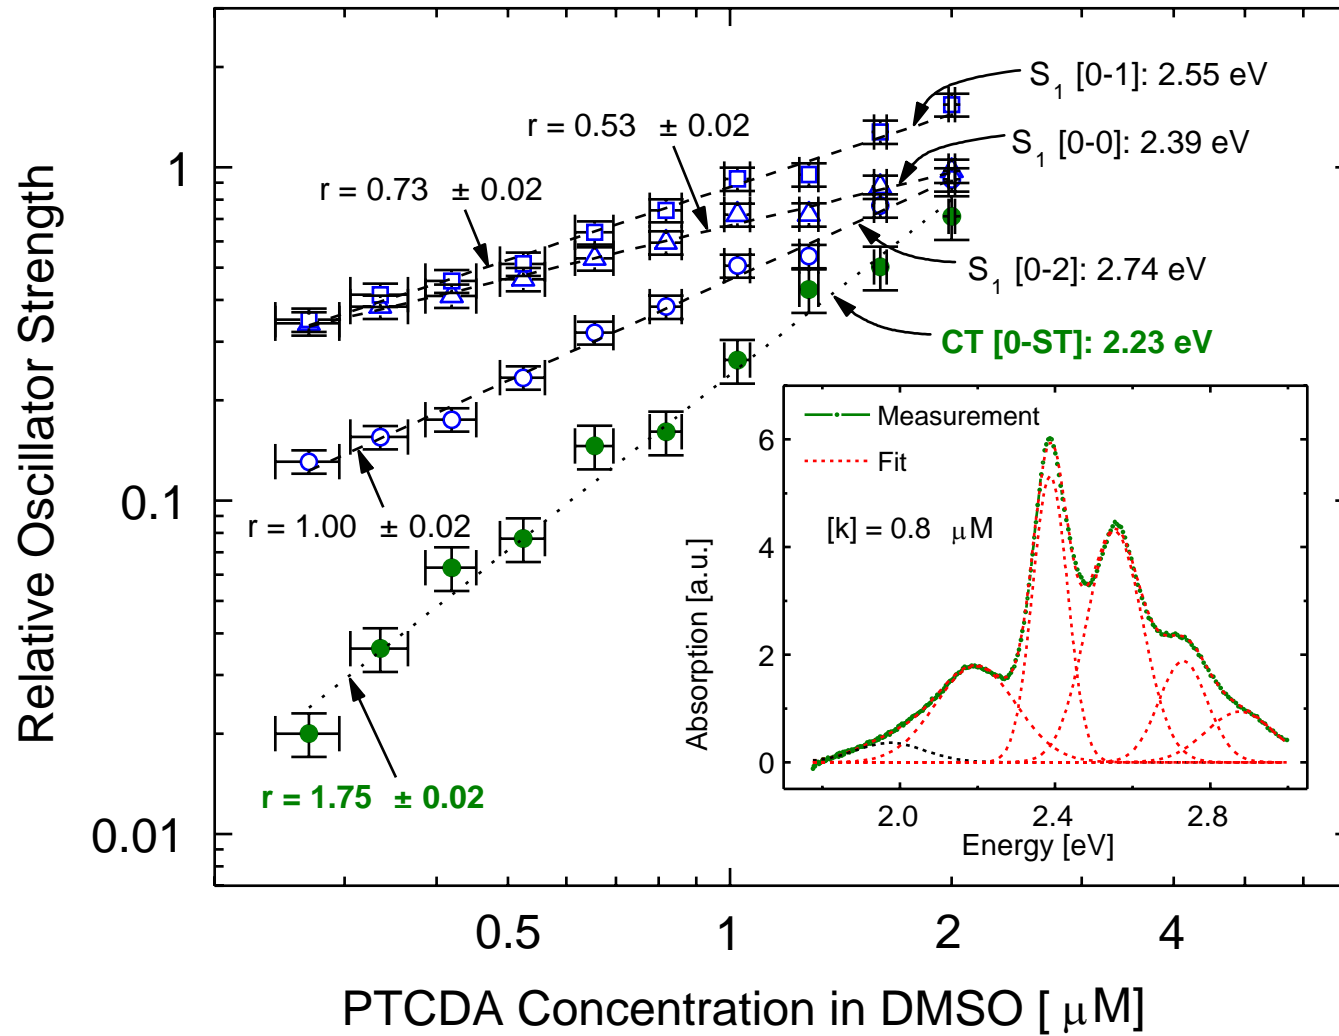 S1 [0-1]: 2.55 eV
r = 0.53 ± 0.02
S1 [0-0]: 2.39 eV
r = 0.73 ± 0.02
S1 [0-2]: 2.74 eV
CT [0-ST]: 2.23 eV
r = 1.00 ± 0.02
r = 1.75 ± 0.02
Relative Oscillator Strength
1
0.1
0.01
0.5 1 2 4
PTCDA Concentration in DMSO [ μM]
Measurement
Fit
[k] = 0.8 μM
Absorption [a.u.]
6
4
2
0
2.0 2.4 2.8
Energy [eV]